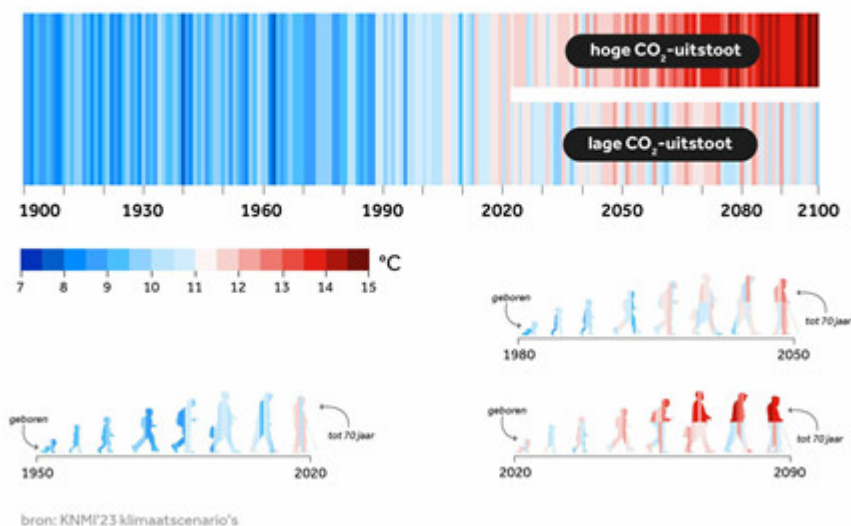 hoge CO₂-uitstoot
lage CO₂-uitstoot
1900 1930 1960 1990 2020 2050 2080 2100
°C
7 8 9 10 11 12 13 14 15
geboren
tot 70 jaar
1980 2050
geboren
tot 70 jaar
1950 2020
geboren
tot 70 jaar
2020 2090
bron: KNMI'23 klimaatscenario's